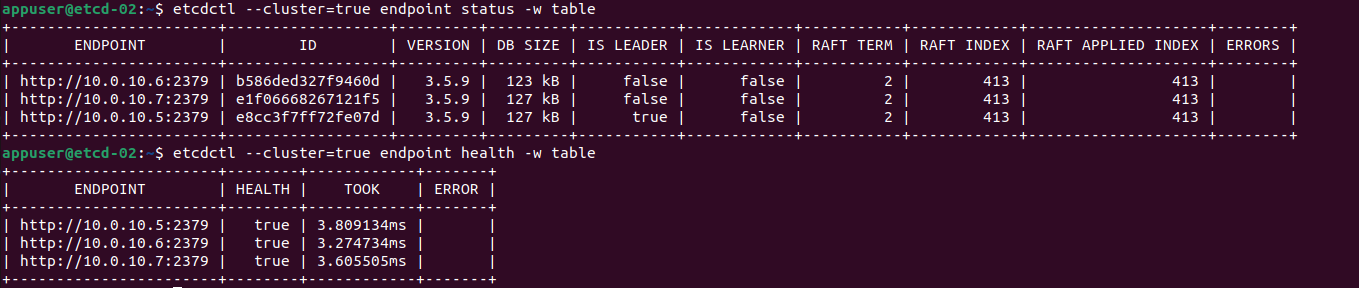 appuser@etcd-02:~$ etcdctl --cluster=true endpoint status -w table
+----------------------+------------------+---------+---------+-----------+------------+-----------+------------+--------------------+--------+
|       ENDPOINT       |        ID        | VERSION | DB SIZE | IS LEADER | IS LEARNER | RAFT TERM | RAFT INDEX | RAFT APPLIED INDEX | ERRORS |
+----------------------+------------------+---------+---------+-----------+------------+-----------+------------+--------------------+--------+
| http://10.0.10.6:2379 | b586ded327f9460d |   3.5.9 |  123 kB |     false |      false |         2 |        413 |                413 |        |
| http://10.0.10.7:2379 | e1f06668267121f5 |   3.5.9 |  127 kB |     false |      false |         2 |        413 |                413 |        |
| http://10.0.10.5:2379 | e8cc3f7ff72fe07d |   3.5.9 |  127 kB |      true |      false |         2 |        413 |                413 |        |
+----------------------+------------------+---------+---------+-----------+------------+-----------+------------+--------------------+--------+
appuser@etcd-02:~$ etcdctl --cluster=true endpoint health -w table
+-----------------------+--------+------------+-------+
|       ENDPOINT        | HEALTH |    TOOK    | ERROR |
+-----------------------+--------+------------+-------+
| http://10.0.10.5:2379 |   true | 3.809134ms |       |
| http://10.0.10.6:2379 |   true | 3.274734ms |       |
| http://10.0.10.7:2379 |   true | 3.605505ms |       |
+-----------------------+--------+------------+-------+